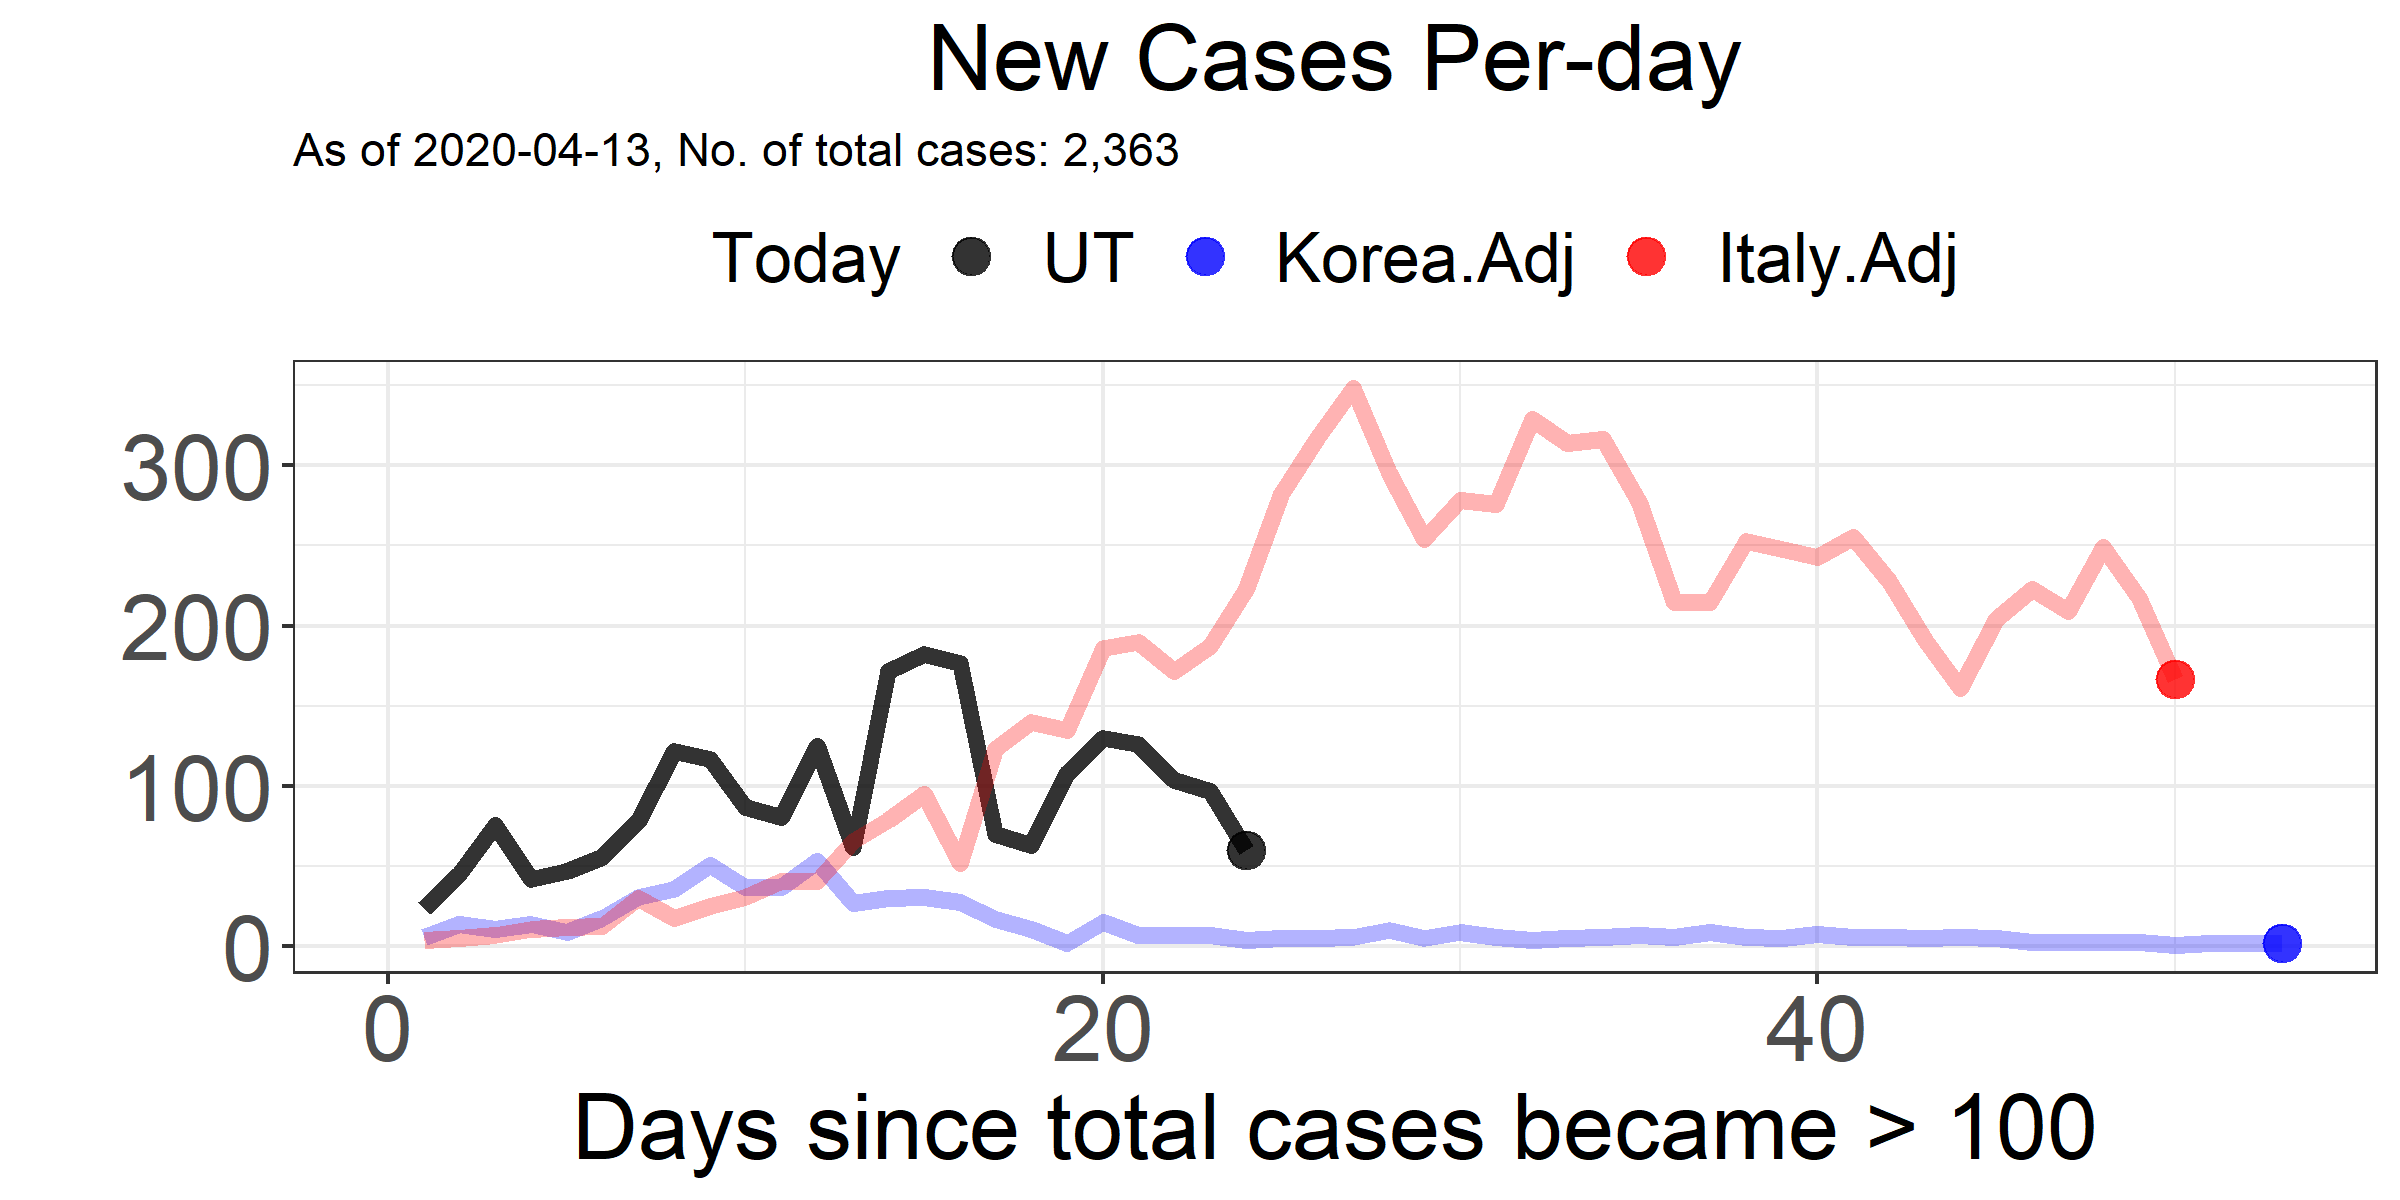 New Cases Per-day
As of 2020-04-13, No. of total cases: 2,363
Today UT Korea.Adj Italy.Adj
300
200
100
0
0 20 40
Days since total cases became > 100